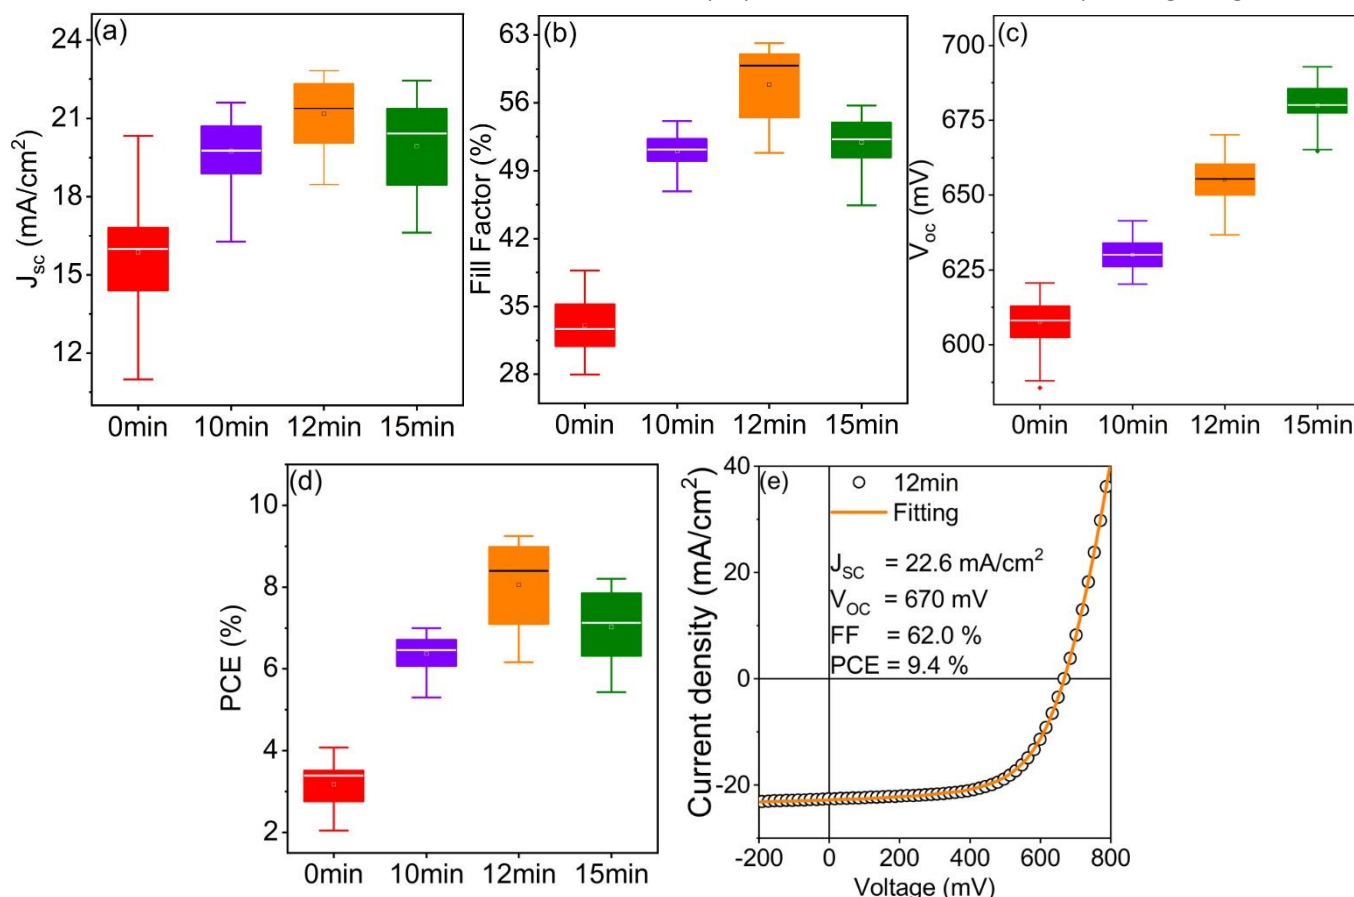 (a)
J_sc (mA/cm²)
24
21
18
15
12
0min 10min 12min 15min
(b)
Fill Factor (%)
63
56
49
42
35
28
0min 10min 12min 15min
(c)
V_oc (mV)
700
675
650
625
600
0min 10min 12min 15min
(d)
PCE (%)
10
8
6
4
2
0min 10min 12min 15min
(e)
Current density (mA/cm²)
40
20
0
-20
12min
Fitting
J_SC = 22.6 mA/cm²
V_OC = 670 mV
FF = 62.0 %
PCE = 9.4 %
-200 0 200 400 600 800
Voltage (mV)